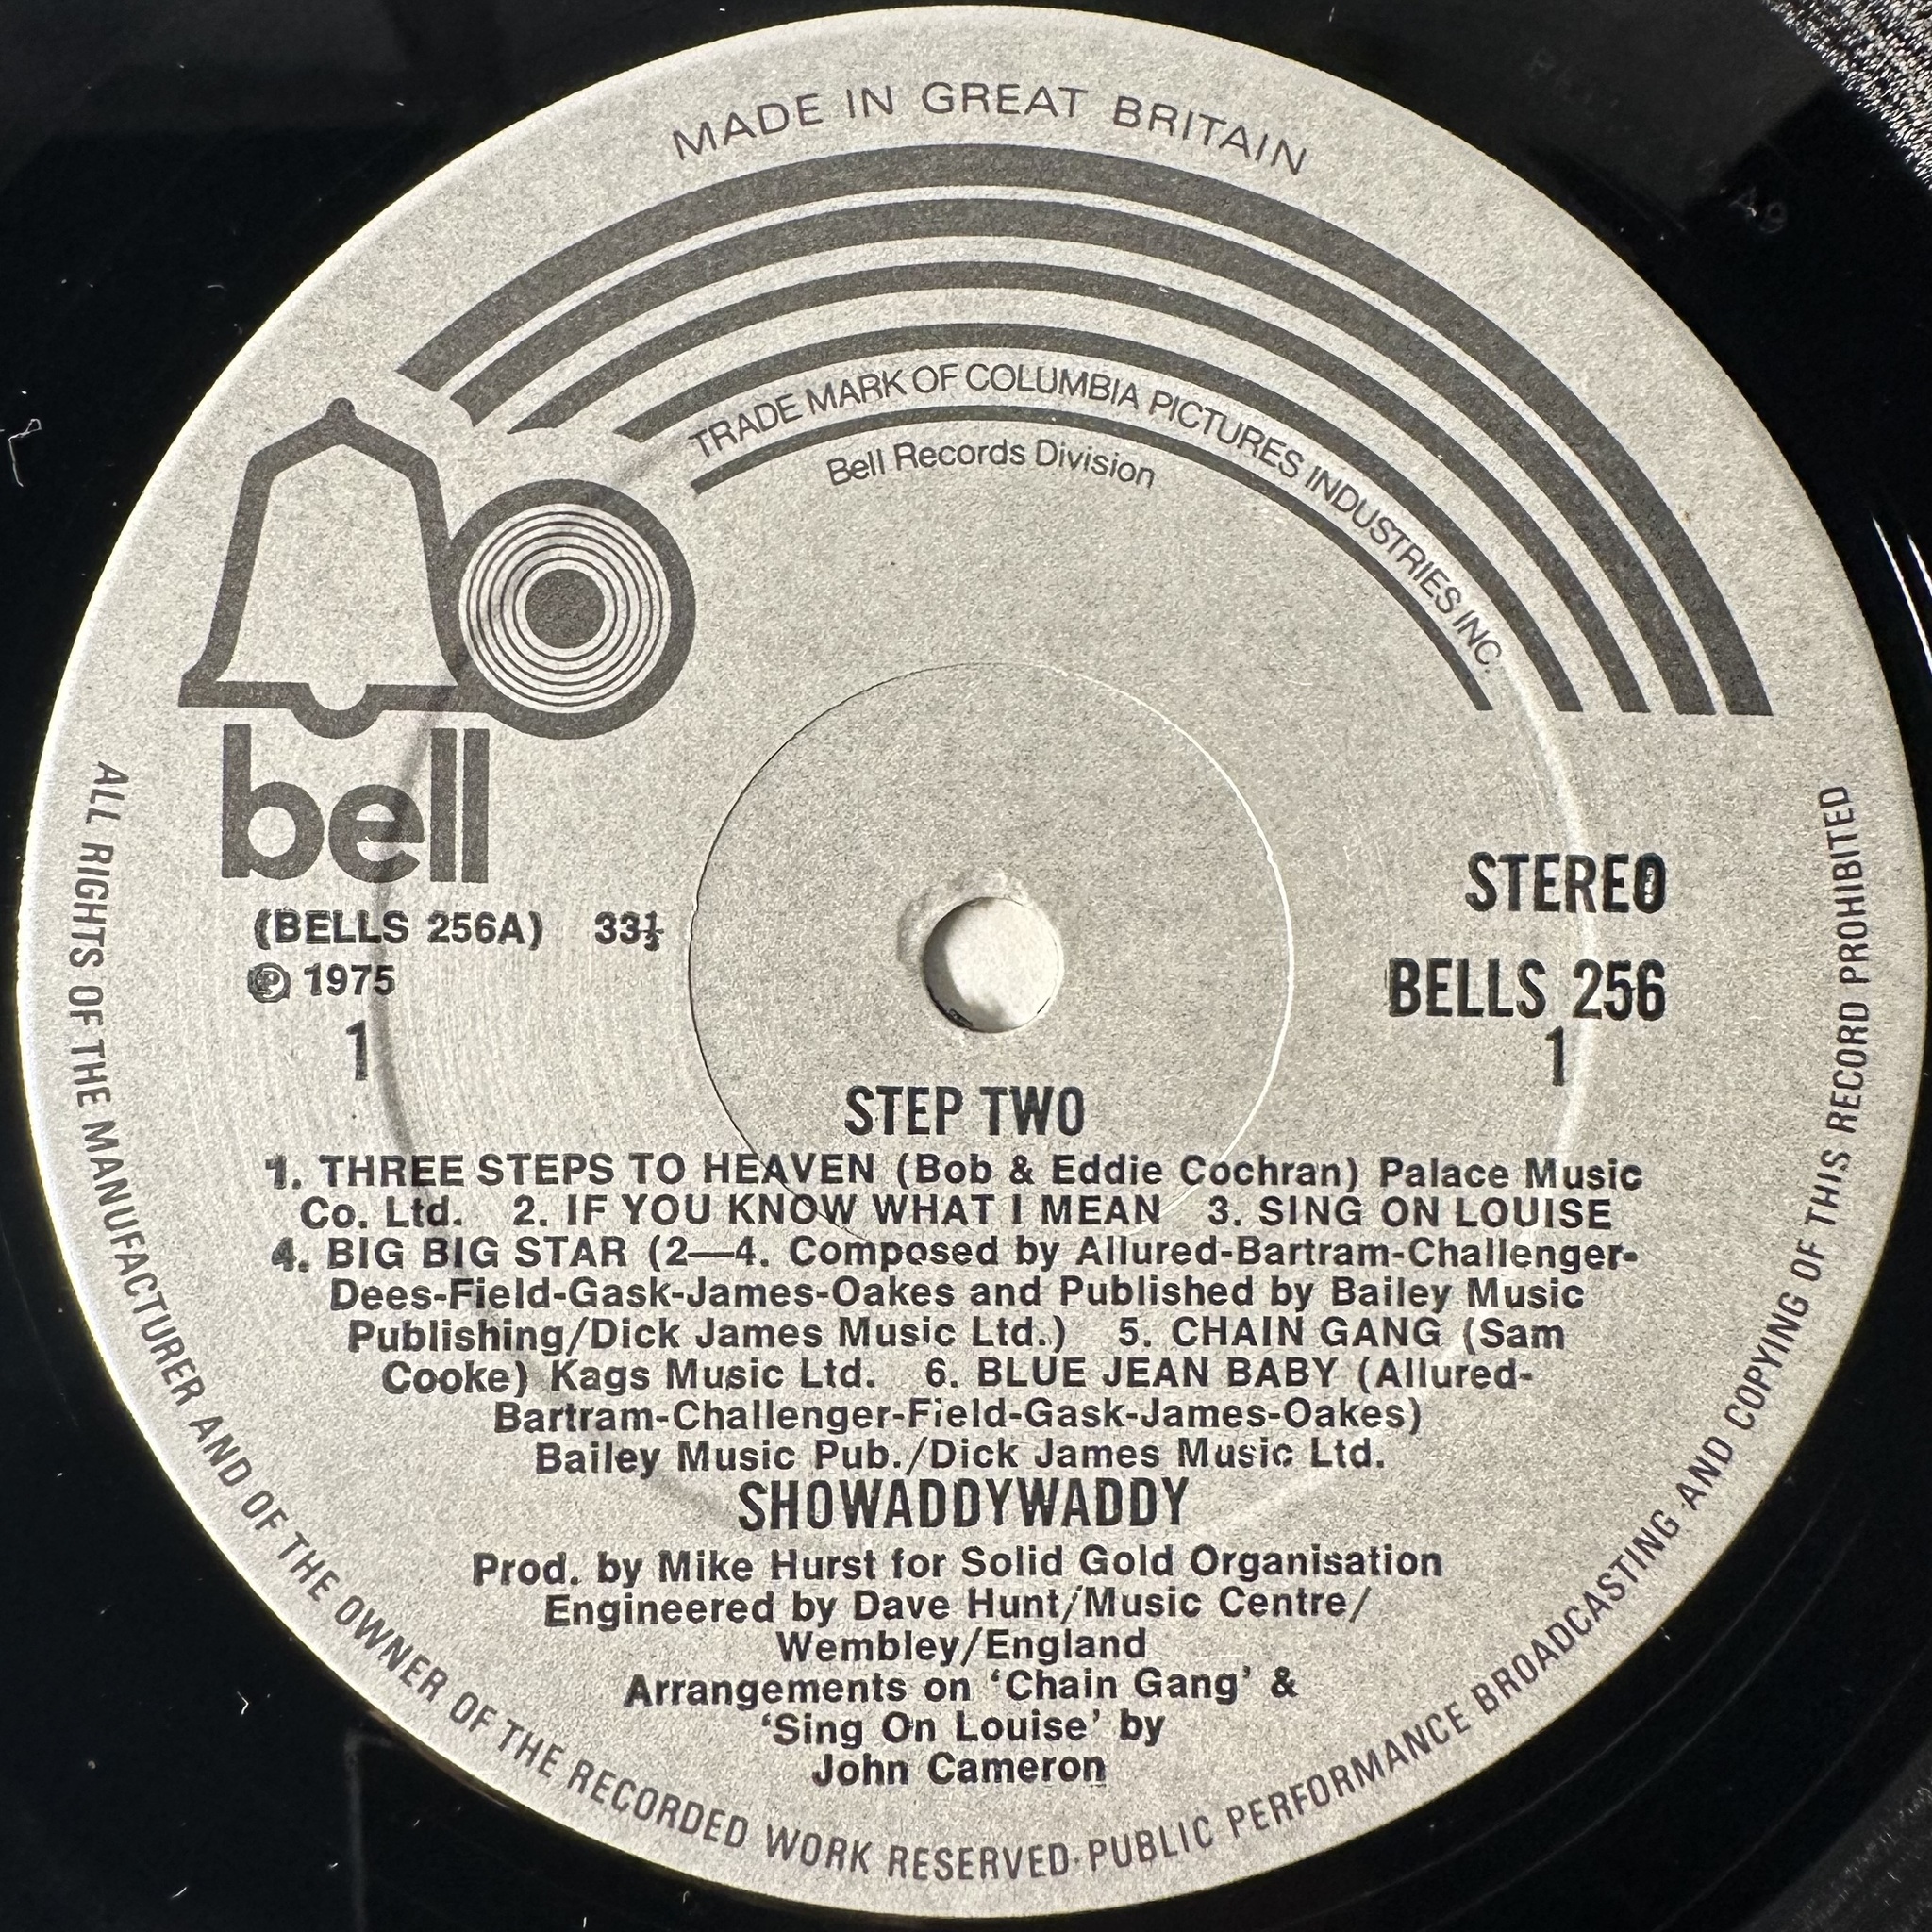 MADE IN GREAT BRITAIN
TRADE MARK OF COLUMBIA PICTURES INDUSTRIES INC.
Bell Records Division
bell
STEREO
(BELLS 256A) 33⅓
BELLS 256
℗ 1975
1
1
STEP TWO
1. THREE STEPS TO HEAVEN (Bob & Eddie Cochran) Palace Music
Co. Ltd. 2. IF YOU KNOW WHAT I MEAN 3. SING ON LOUISE
4. BIG BIG STAR (2—4. Composed by Allured-Bartram-Challenger-
Dees-Field-Gask-James-Oakes and Published by Bailey Music
Publishing/Dick James Music Ltd.) 5. CHAIN GANG (Sam
Cooke) Kags Music Ltd. 6. BLUE JEAN BABY (Allured-
Bartram-Challenger-Field-Gask-James-Oakes)
Bailey Music Pub./Dick James Music Ltd.
SHOWADDYWADDY
Prod. by Mike Hurst for Solid Gold Organisation
Engineered by Dave Hunt/Music Centre/
Wembley/England
Arrangements on ‘Chain Gang’ &
‘Sing On Louise’ by
John Cameron
ALL RIGHTS OF THE MANUFACTURER AND OF THE OWNER OF THE RECORDED WORK RESERVED·PUBLIC PERFORMANCE BROADCASTING AND COPYING OF THIS RECORD PROHIBITED